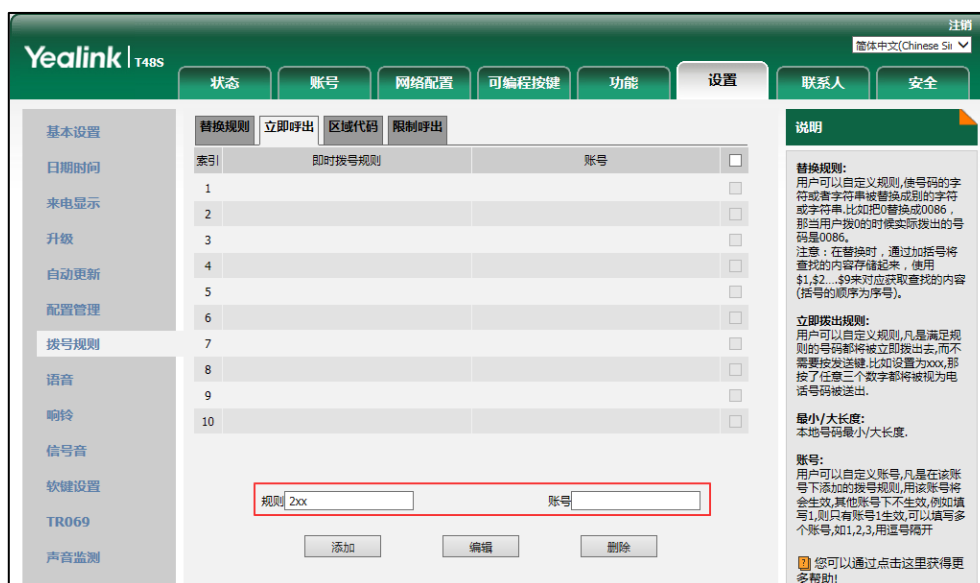 注销
Yealink | T48S
简体中文(Chinese Sir
状态 账号 网络配置 可编程按键 功能 设置 联系人 安全
基本设置
日期时间
来电显示
升级
自动更新
配置管理
拨号规则
语音
响铃
信号音
软键设置
TR069
声音监测
替换规则 立即呼出 区域代码 限制呼出
索引 即时拨号规则 账号
1
2
3
4
5
6
7
8
9
10
规则 2xx 账号
添加 编辑 删除
说明
替换规则:
用户可以自定义规则,使号码的字
符或者字符串被替换成别的字符
或字符串.比如把0替换成0086，
那当用户拨0的时候实际拨出的号
码是0086。
注意：在替换时，通过加括号将
查找的内容存储起来，使用
$1,$2....$9来对应获取查找的内容
(括号的顺序为序号)。
立即拨出规则:
用户可以自定义规则,凡是满足规
则的号码都将被立即拨出去,而不
需要按发送键.比如设置为xxx,那
按了任意三个数字都将被视为电
话号码被送出.
最小/大长度:
本地号码最小/大长度.
账号:
用户可以自定义账号,凡是在该账
号下添加的拨号规则,用该账号将
会生效,其他账号下不生效,例如填
写1,则只有账号1生效,可以填写多
个账号,如1,2,3,用逗号隔开
您可以通过点击这里获得更
多帮助!